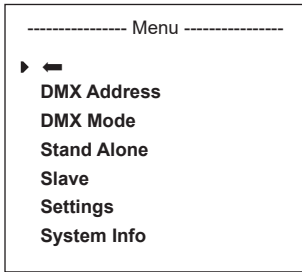 ---------------- Menu ----------------
DMX Address
DMX Mode
Stand Alone
Slave
Settings
System Info